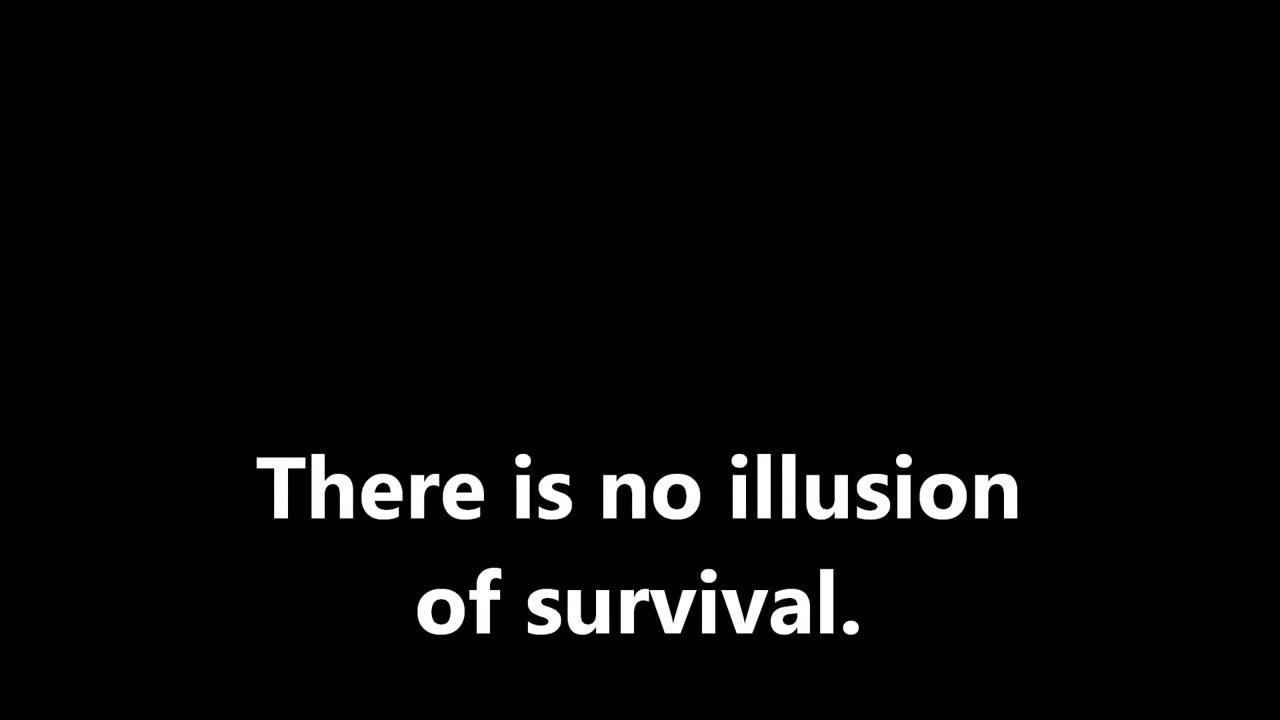 There is no illusion
of survival.